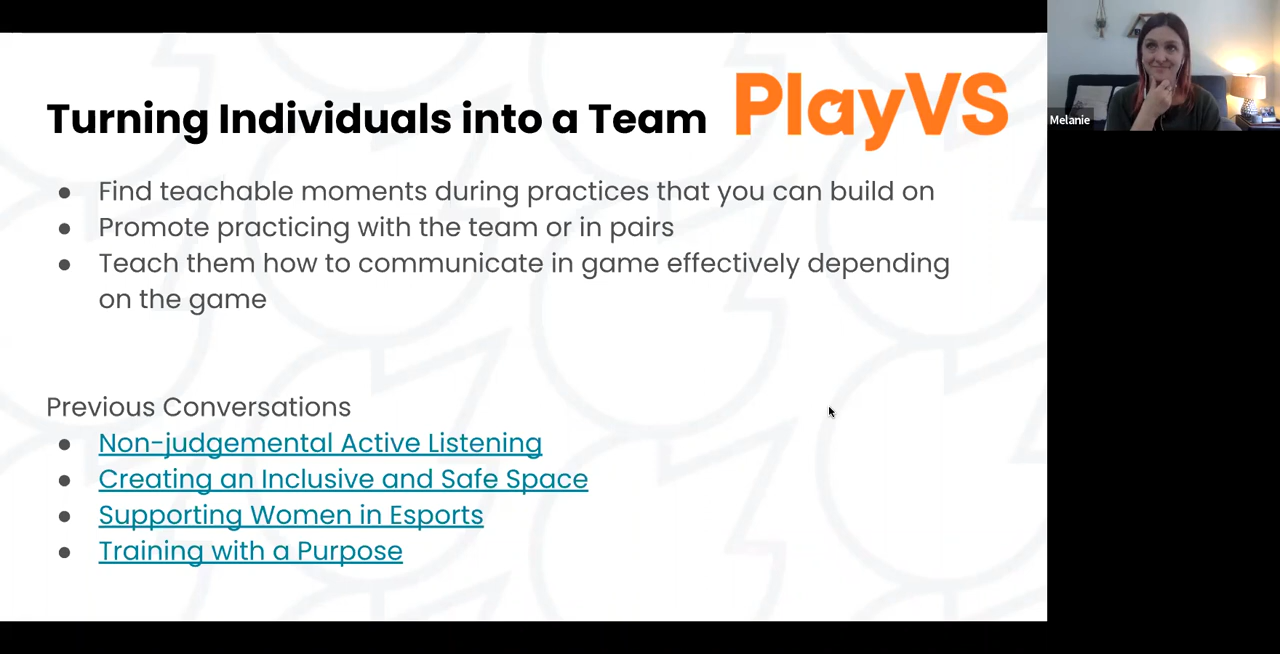 Turning Individuals into a Team
PlayVS
● Find teachable moments during practices that you can build on
● Promote practicing with the team or in pairs
● Teach them how to communicate in game effectively depending
on the game
Previous Conversations
● Non-judgemental Active Listening
● Creating an Inclusive and Safe Space
● Supporting Women in Esports
● Training with a Purpose
Melanie